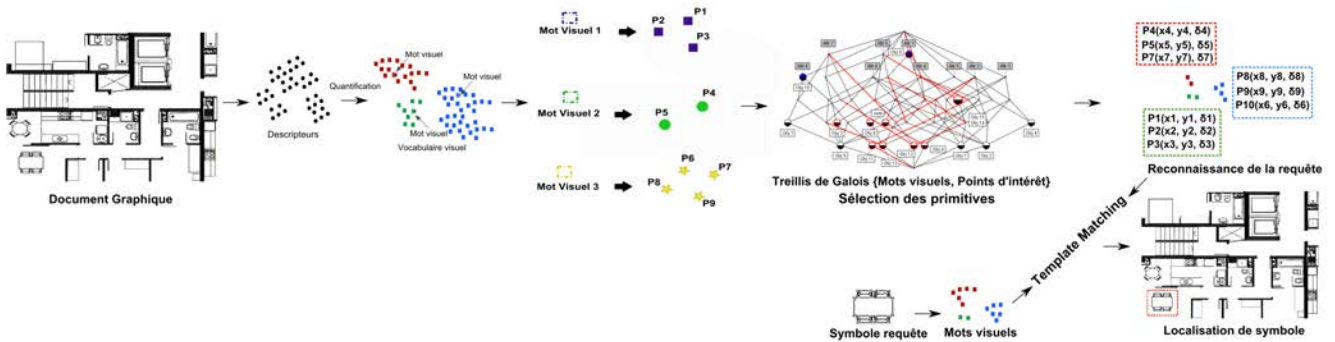 Document Graphique
Descripteurs
Quantification
Mot visuel
Mot visuel
Mot visuel
Vocabulaire visuel
Mot Visuel 1
P1
P2
P3
Mot Visuel 2
P4
P5
Mot Visuel 3
P6
P7
P8
P9
Treillis de Galois {Mots visuels, Points d'intérêt}
Sélection des primitives
P4(x4, y4, δ4)
P5(x5, y5), δ5)
P7(x7, y7), δ7)
P8(x8, y8, δ8)
P9(x9, y9, δ9)
P10(x6, y6, δ6)
P1(x1, y1, δ1)
P2(x2, y2, δ2)
P3(x3, y3, δ3)
Reconnaissance de la requête
Template Matching
Symbole requête
Mots visuels
Localisation de symbole